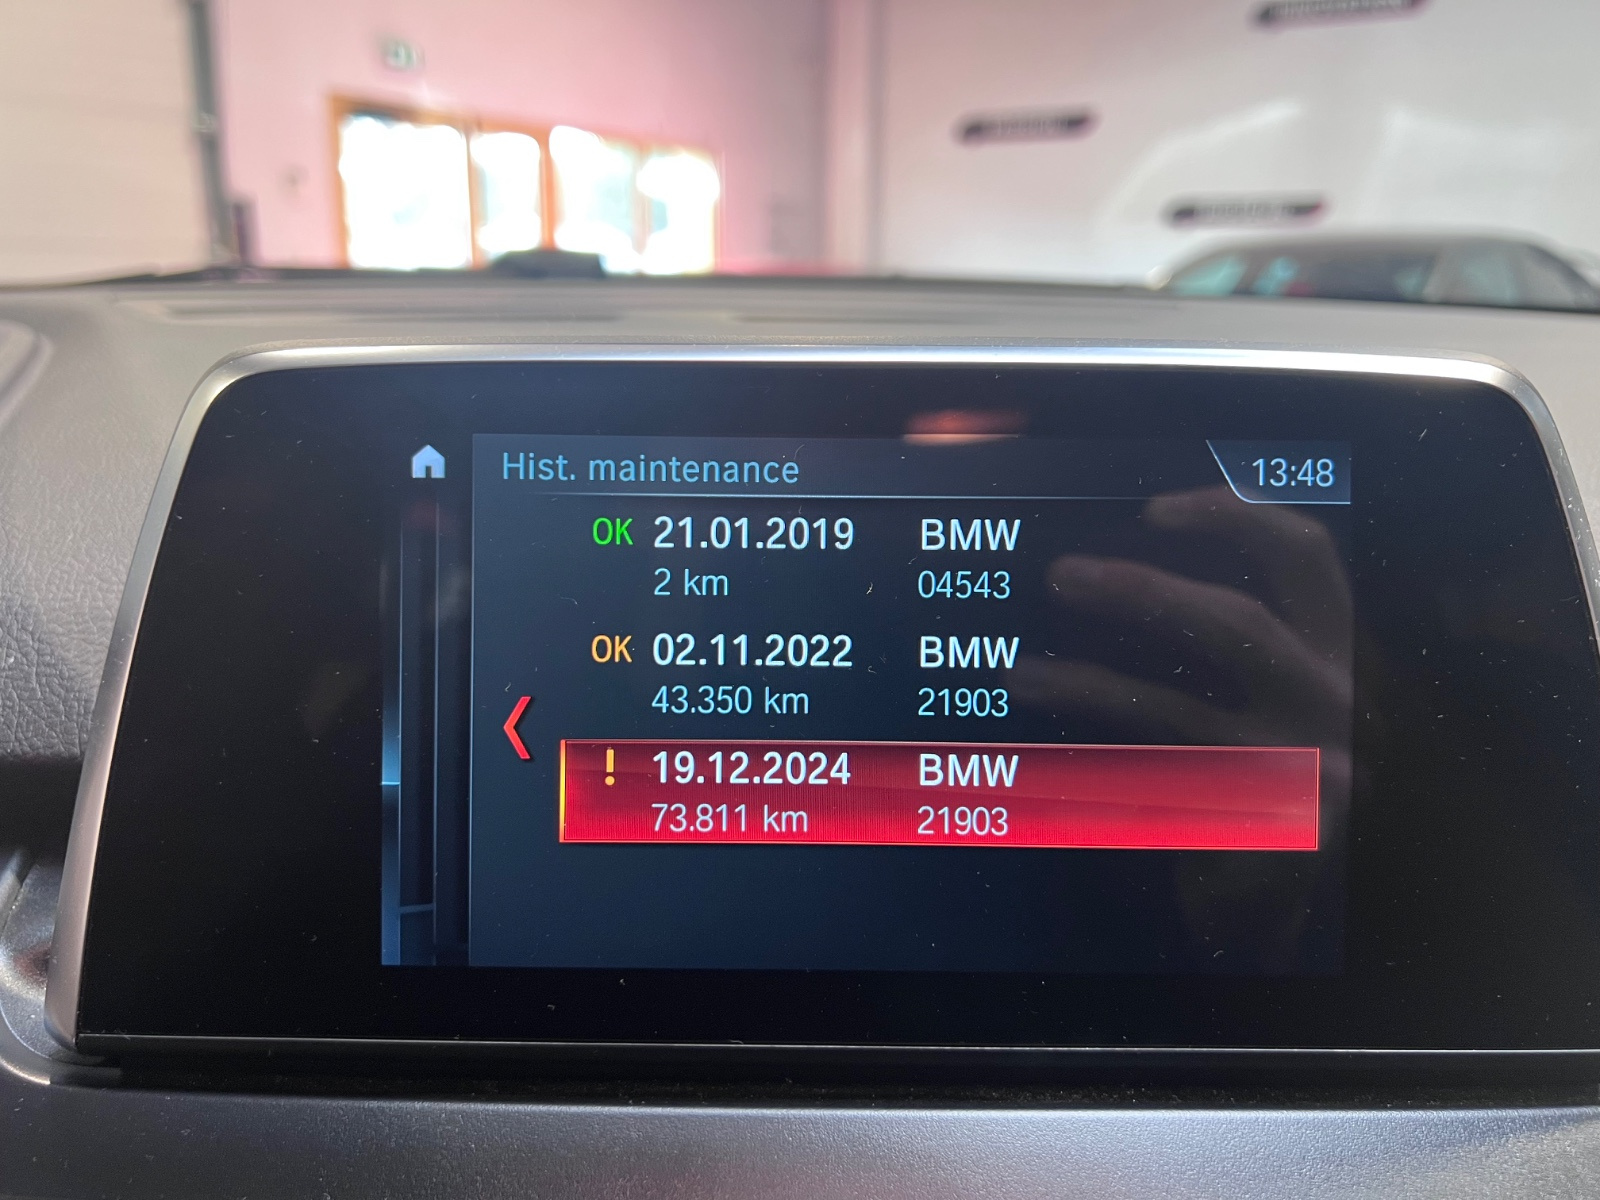 Hist. maintenance
13:48
OK 21.01.2019 BMW
2 km 04543
OK 02.11.2022 BMW
43.350 km 21903
! 19.12.2024 BMW
73.811 km 21903